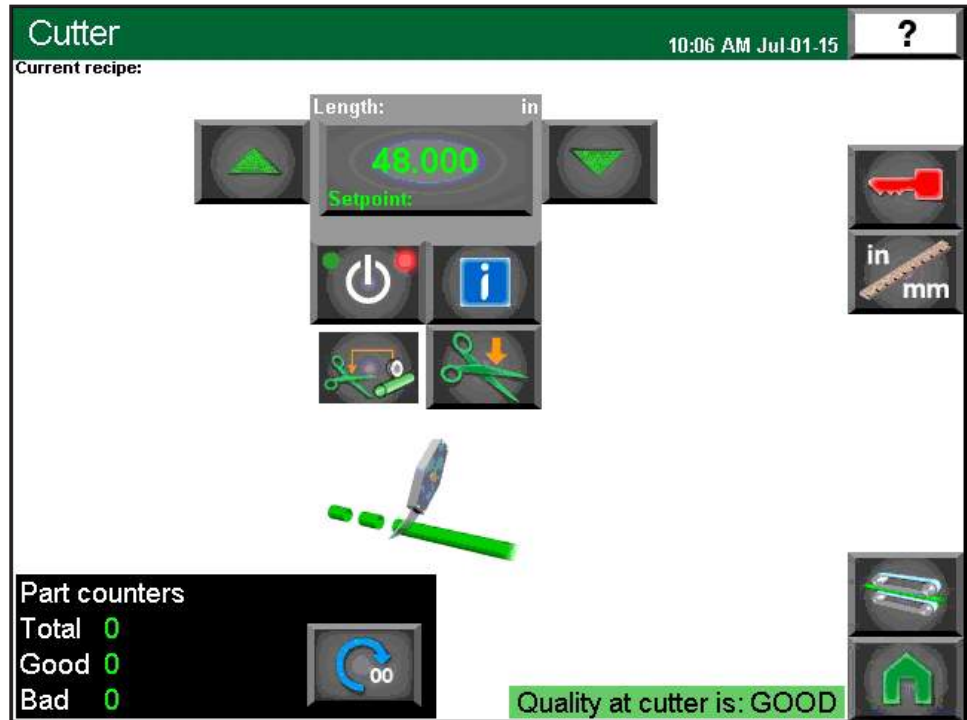 Cutter
10:06 AM Jul-01-15
?
Current recipe:
Length: in
48.000
Setpoint:
i
in
mm
Part counters
Total 0
Good 0
Bad 0
00
Quality at cutter is: GOOD